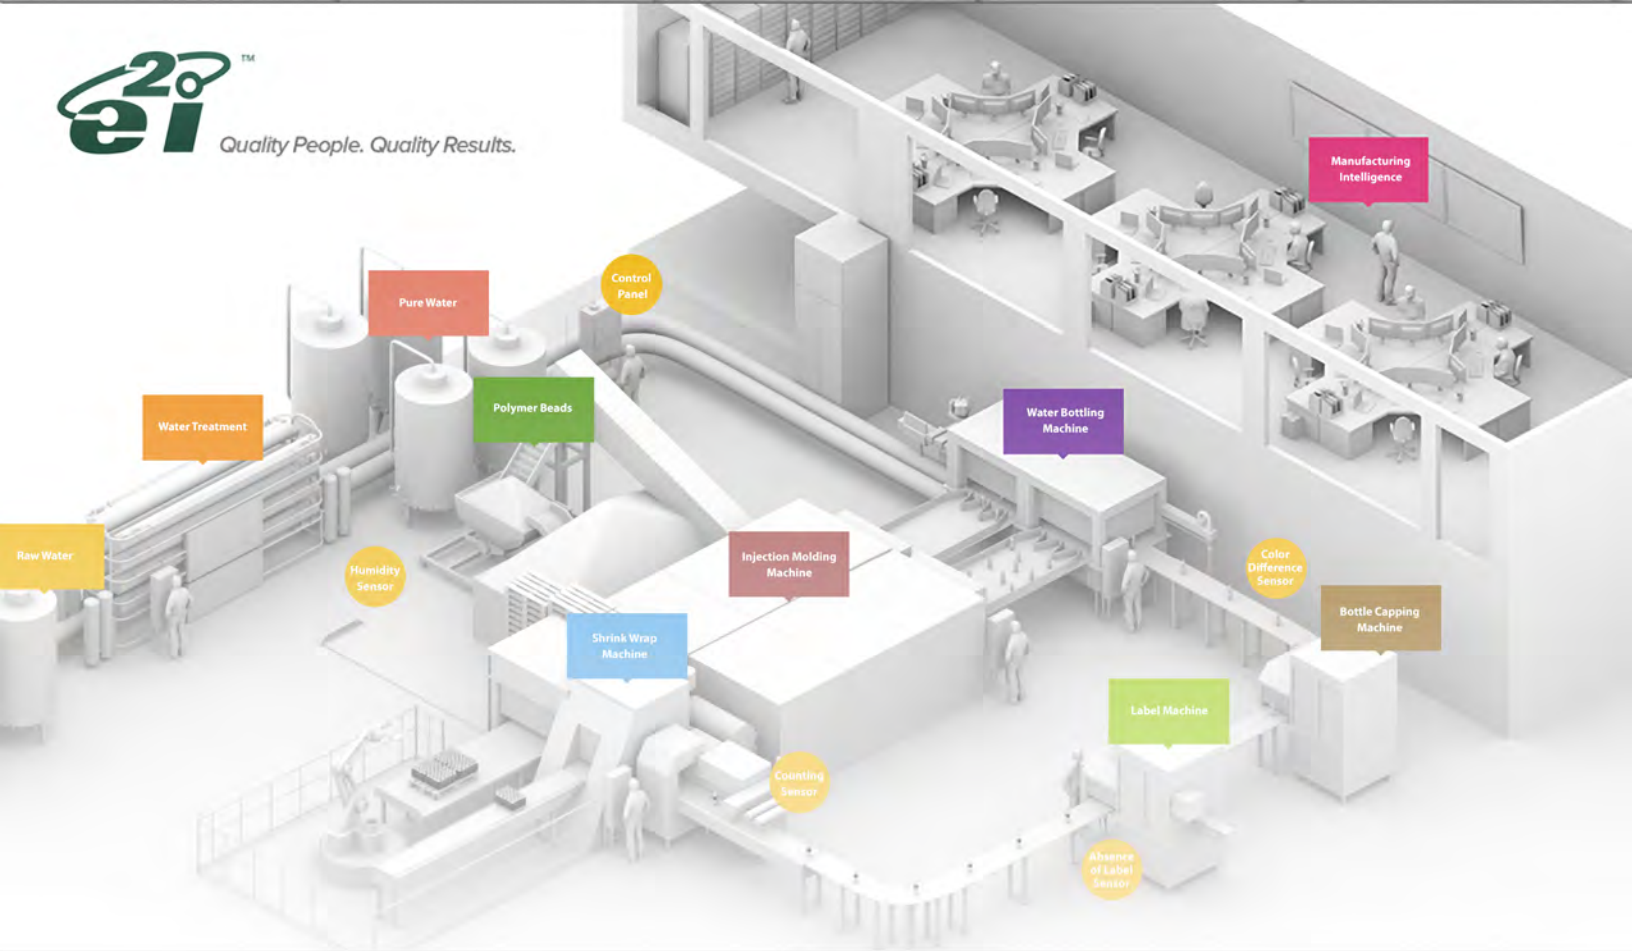 e2i
™
Quality People. Quality Results.
Manufacturing
Intelligence
Control
Panel
Pure Water
Polymer Beads
Water Bottling
Machine
Water Treatment
Raw Water
Humidity
Sensor
Injection Molding
Machine
Color
Difference
Sensor
Bottle Capping
Machine
Shrink Wrap
Machine
Label Machine
Counting
Sensor
Absence
of Label
Sensor